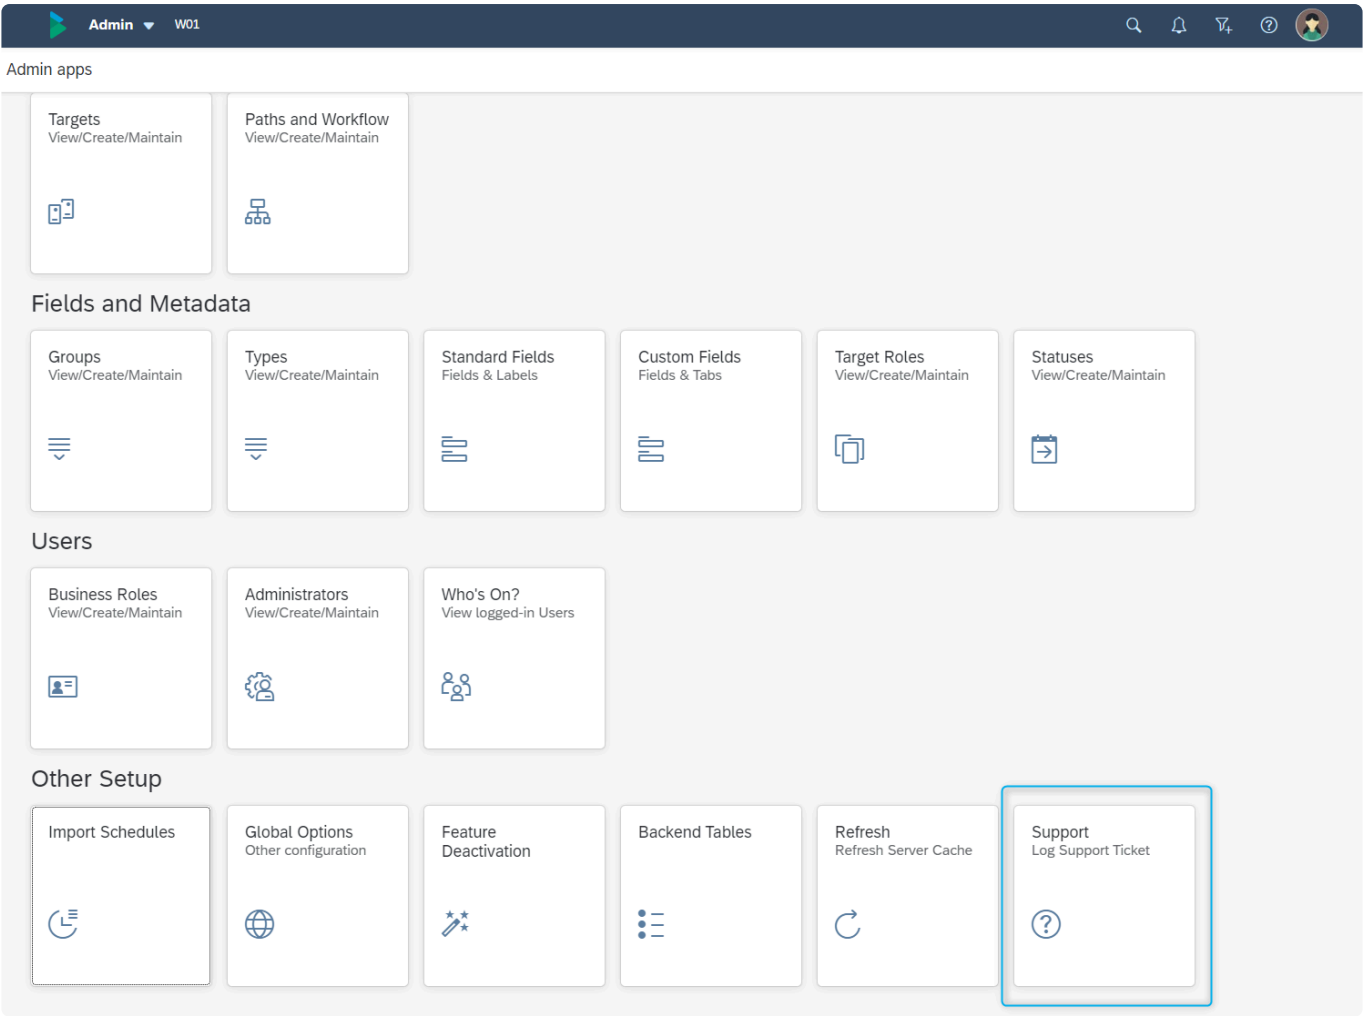 Admin W01
Admin apps
Targets
View/Create/Maintain
Paths and Workflow
View/Create/Maintain
Fields and Metadata
Groups
View/Create/Maintain
Types
View/Create/Maintain
Standard Fields
Fields & Labels
Custom Fields
Fields & Tabs
Target Roles
View/Create/Maintain
Statuses
View/Create/Maintain
Users
Business Roles
View/Create/Maintain
Administrators
View/Create/Maintain
Who's On?
View logged-in Users
Other Setup
Import Schedules
Global Options
Other configuration
Feature
Deactivation
Backend Tables
Refresh
Refresh Server Cache
Support
Log Support Ticket